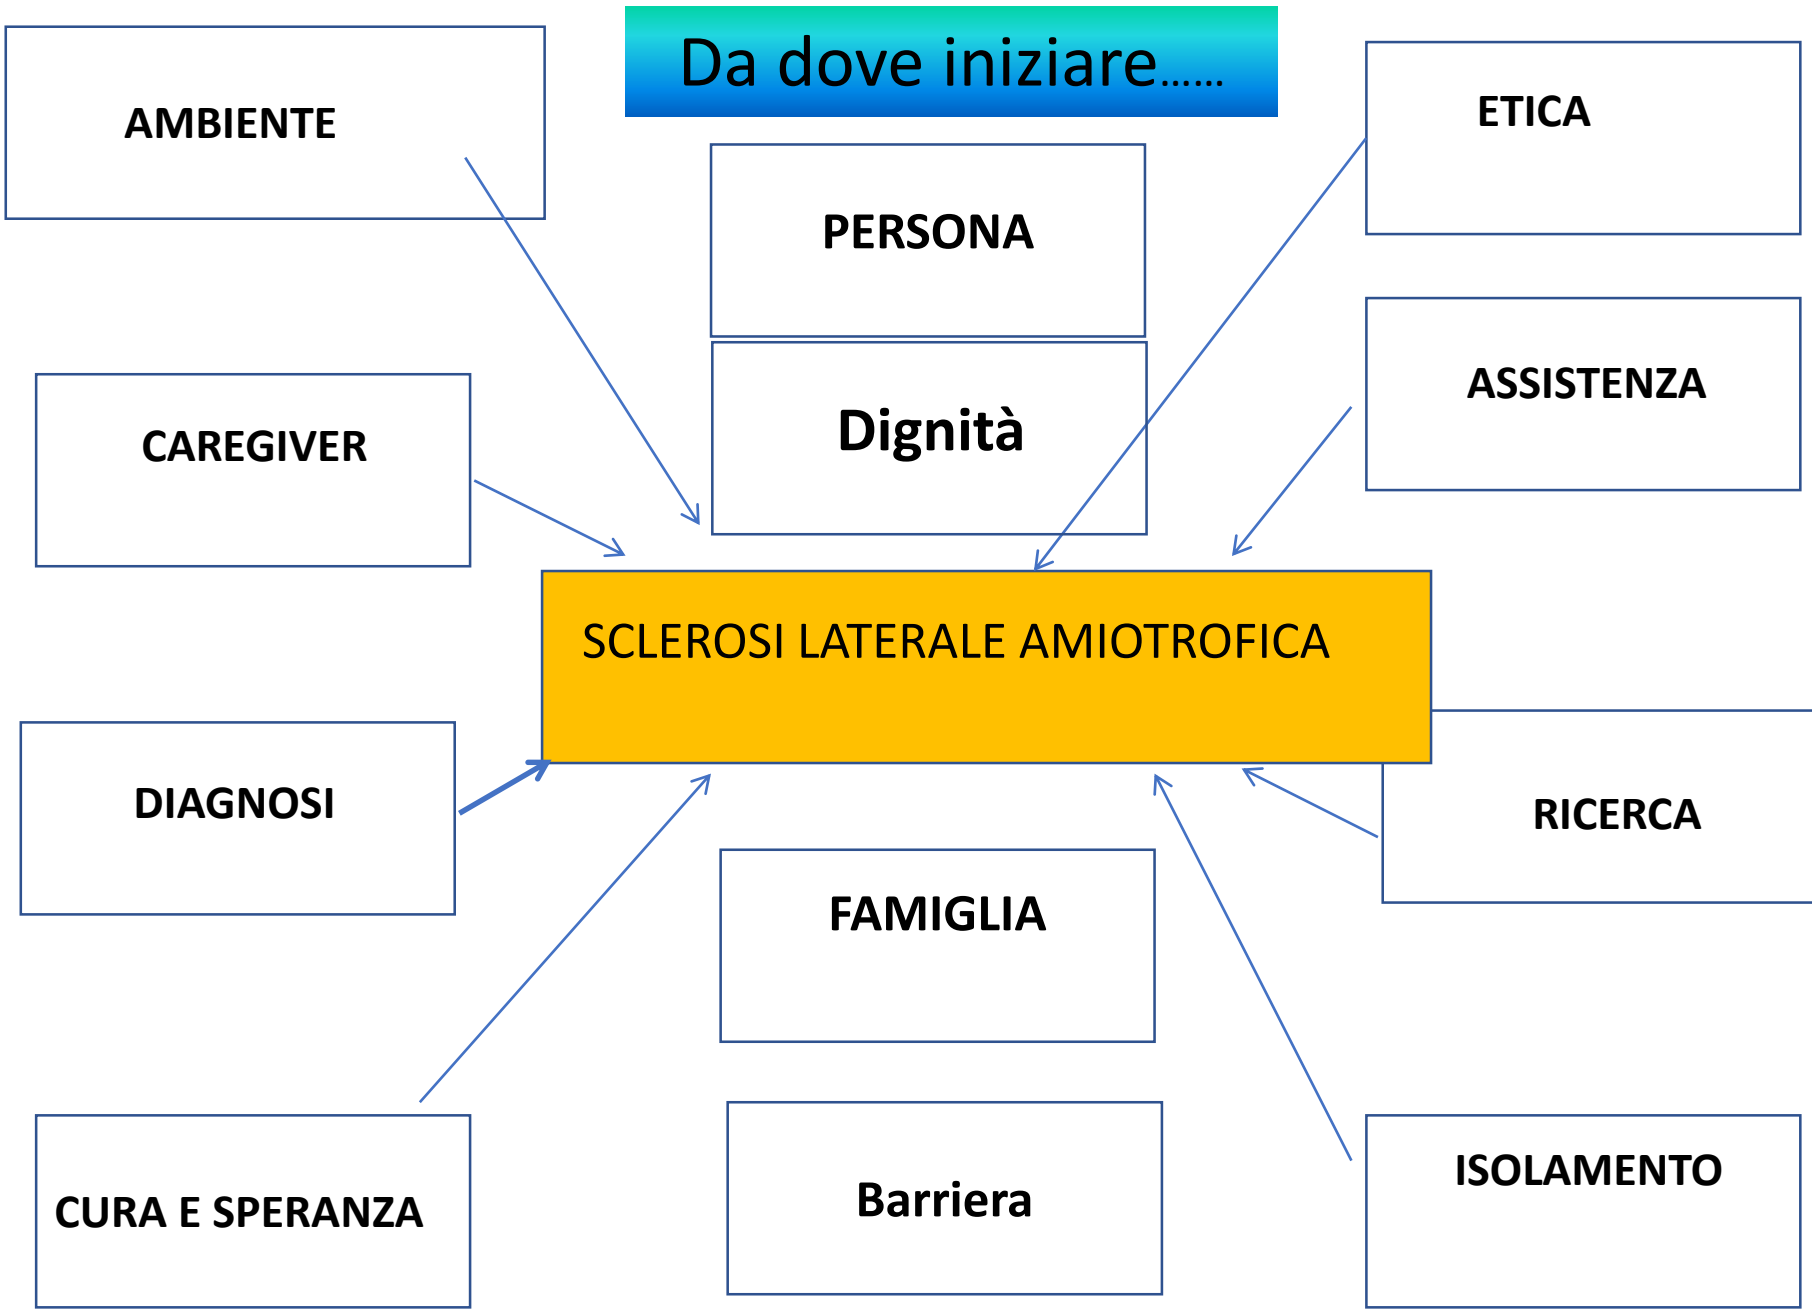 Da dove iniziare......
AMBIENTE
ETICA
PERSONA
ASSISTENZA
Dignità
CAREGIVER
SCLEROSI LATERALE AMIOTROFICA
DIAGNOSI
RICERCA
FAMIGLIA
CURA E SPERANZA
Barriera
ISOLAMENTO